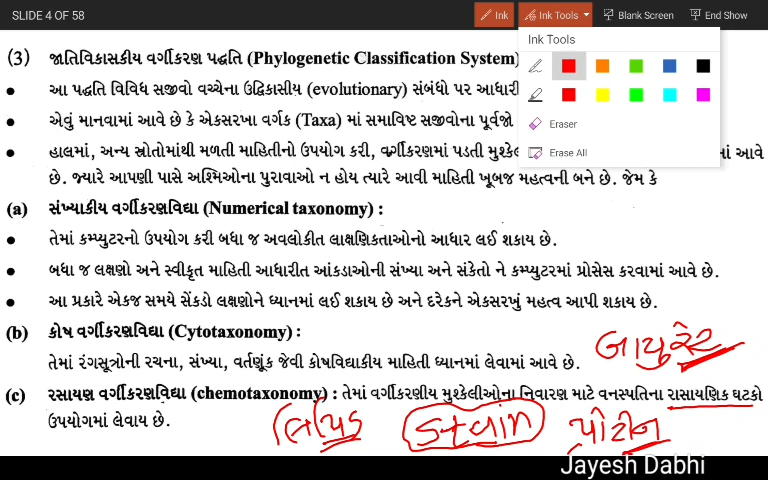 SLIDE 4 OF 58
Ink
Ink Tools
Blank Screen
End Show
Ink Tools
Eraser
Erase All
(3) જાતિવિકાસકીય વર્ગીકરણ પદ્ધતિ (Phylogenetic Classification System)
• આ પદ્ધતિ વિવિધ સજીવો વચ્ચેના ઉદ્વિકાસીય (evolutionary) સંબંધો પર આધારી
• એવું માનવામાં આવે છે કે એકસરખા વર્ગક (Taxa) માં સમાવિષ્ટ સજીવોના પૂર્વજો
• હાલમાં, અન્ય સ્રોતોમાંથી મળતી માહિતીનો ઉપયોગ કરી, વર્ગીકરણમાં પડતી મુશ્કેલ માં આવે
છે. જ્યારે આપણી પાસે અશ્મિઓના પુરાવાઓ ન હોય ત્યારે આવી માહિતી ખૂબજ મહત્વની બને છે. જેમ કે
(a) સંખ્યાકીય વર્ગીકરણવિદ્યા (Numerical taxonomy) :
• તેમાં કમ્પ્યુટરનો ઉપયોગ કરી બધા જ અવલોકીત લાક્ષણિકતાઓનો આધાર લઈ શકાય છે.
• બધા જ લક્ષણો અને સ્વીકૃત માહિતી આધારીત આંકડાઓની સંખ્યા અને સંકેતો ને કમ્પ્યુટરમાં પ્રોસેસ કરવામાં આવે છે.
• આ પ્રકારે એકજ સમયે સેંકડો લક્ષણોને ધ્યાનમાં લઈ શકાય છે અને દરેકને એકસરખું મહત્વ આપી શકાય છે.
(b) કોષ વર્ગીકરણવિદ્યા (Cytotaxonomy) :
તેમાં રંગસૂત્રોની રચના, સંખ્યા, વર્તણૂંક જેવી કોષવિદ્યાકીય માહિતી ધ્યાનમાં લેવામાં આવે છે.
(c) રસાયણ વર્ગીકરણવિદ્યા (chemotaxonomy) : તેમાં વર્ગીકરણીય મુશ્કેલીઓના નિવારણ માટે વનસ્પતિના રાસાયણિક ઘટકો
ઉપયોગમાં લેવાય છે.
લિપિડ પ્રોટીન
Jayesh Dabhi